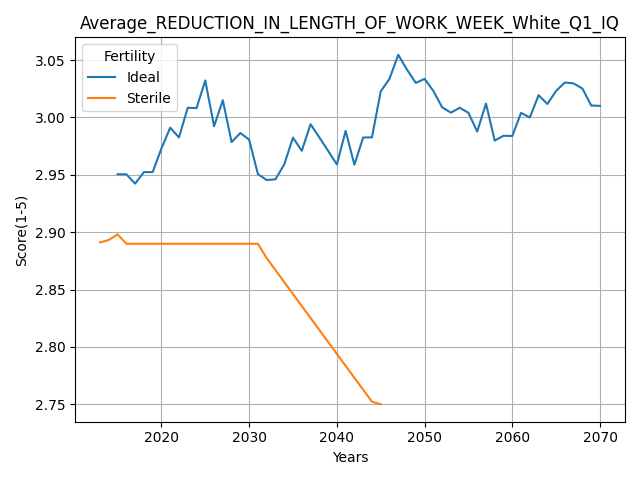 Average_REDUCTION_IN_LENGTH_OF_WORK_WEEK_White_Q1_IQ
Fertility
Ideal
Sterile
Score(1-5)
3.05
3.00
2.95
2.90
2.85
2.80
2.75
2020 2030 2040 2050 2060 2070
Years